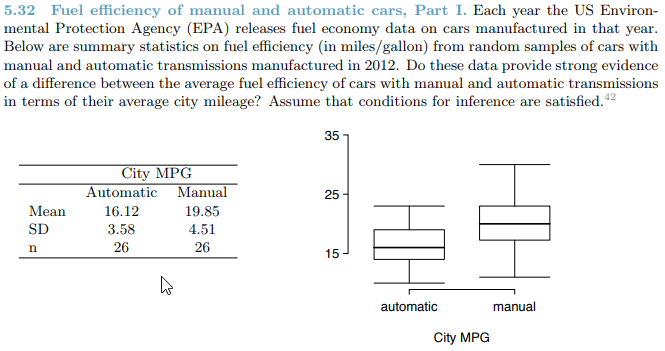 5.32 Fuel efficiency of manual and automatic cars, Part I. Each year the US Environ-
mental Protection Agency (EPA) releases fuel economy data on cars manufactured in that year.
Below are summary statistics on fuel efficiency (in miles/gallon) from random samples of cars with
manual and automatic transmissions manufactured in 2012. Do these data provide strong evidence
of a difference between the average fuel efficiency of cars with manual and automatic transmissions
in terms of their average city mileage? Assume that conditions for inference are satisfied.42
City MPG
Automatic Manual
Mean 16.12 19.85
SD 3.58 4.51
n 26 26
35
25
15
automatic manual
City MPG